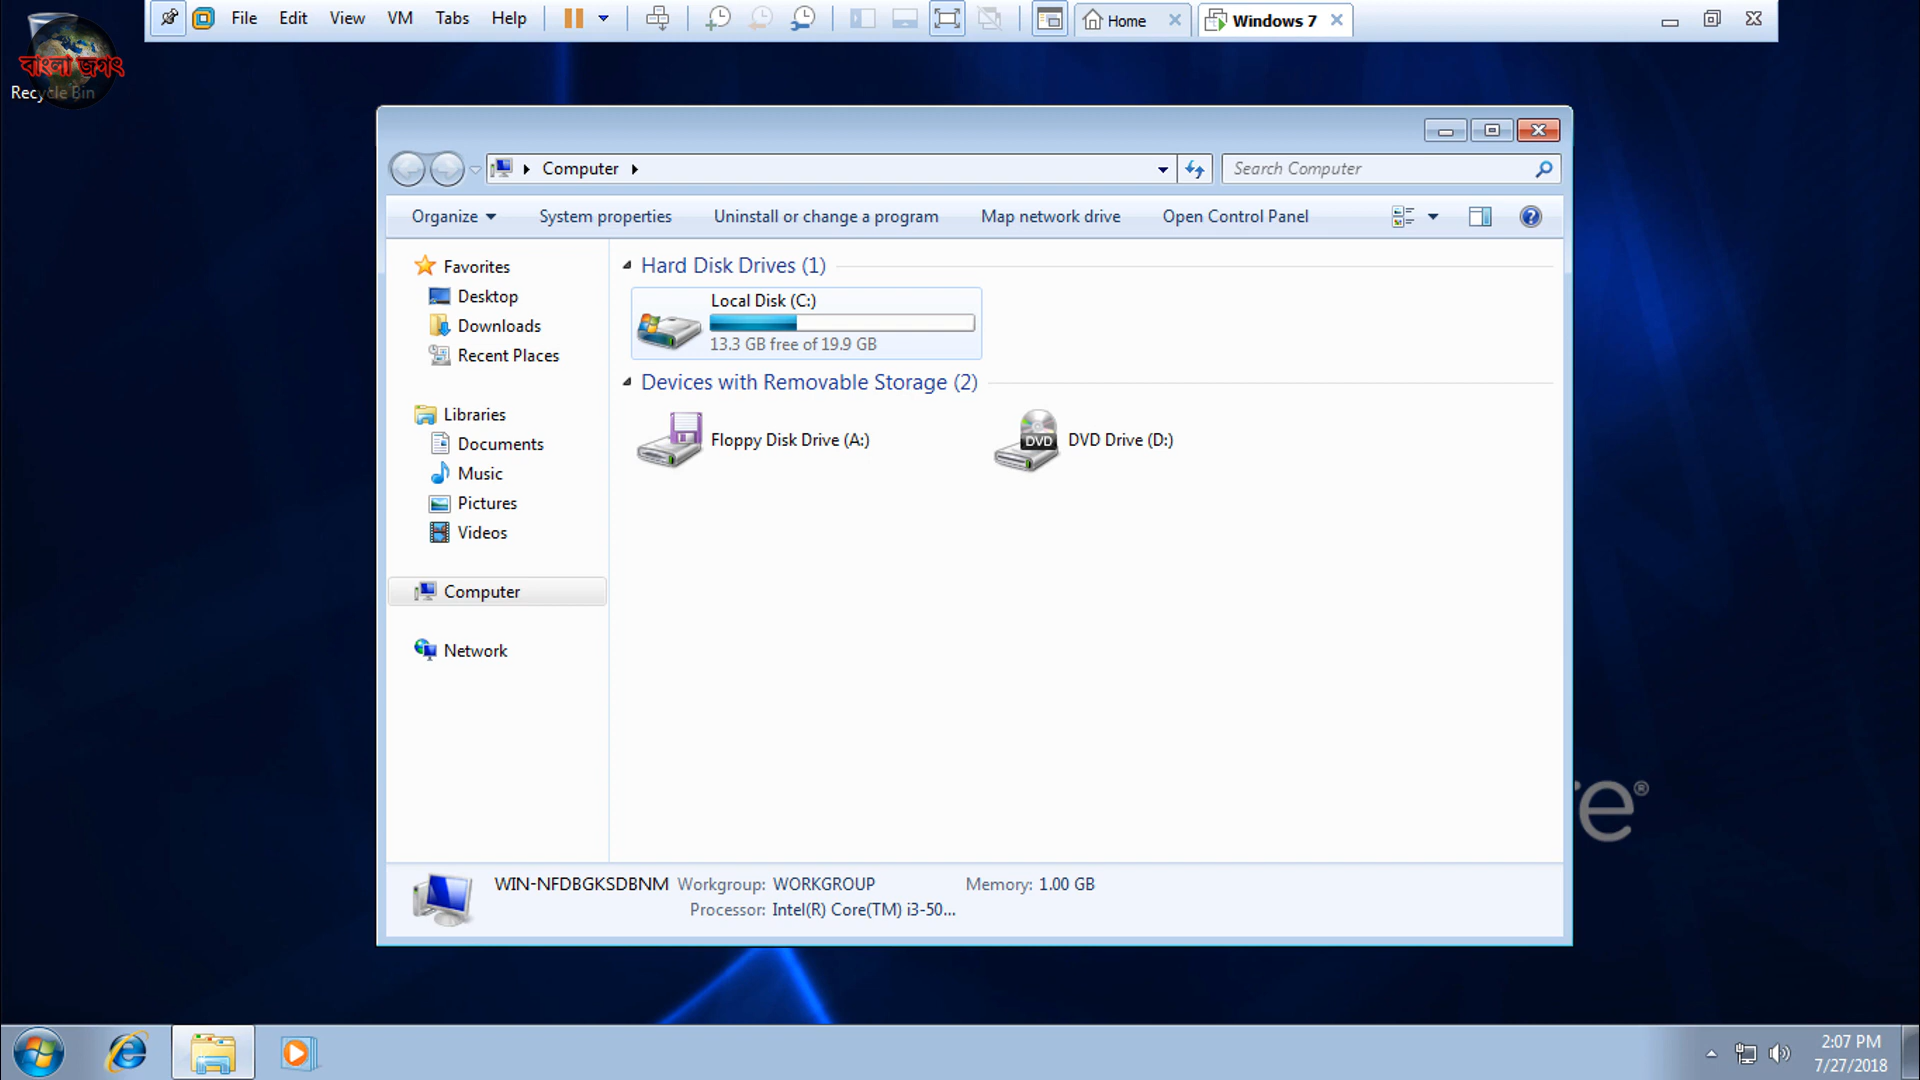 File Edit View VM Tabs Help Home Windows 7
বাংলা জগৎ
Recycle Bin
Computer Search Computer
Organize System properties Uninstall or change a program Map network drive Open Control Panel
Favorites
Desktop
Downloads
Recent Places
Libraries
Documents
Music
Pictures
Videos
Computer
Network
Hard Disk Drives (1)
Local Disk (C:)
13.3 GB free of 19.9 GB
Devices with Removable Storage (2)
Floppy Disk Drive (A:) DVD DVD Drive (D:)
WIN-NFDBGKSDBNM Workgroup: WORKGROUP Memory: 1.00 GB
Processor: Intel(R) Core(TM) i3-50...
re®
2:07 PM
7/27/2018